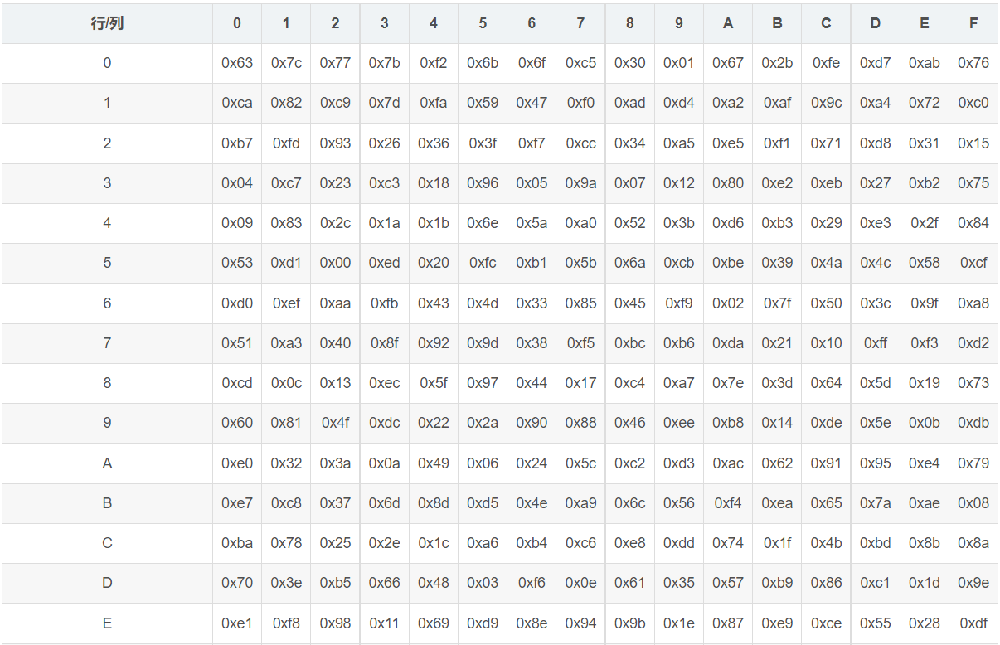 行/列 0 1 2 3 4 5 6 7 8 9 A B C D E F
0 0x63 0x7c 0x77 0x7b 0xf2 0x6b 0x6f 0xc5 0x30 0x01 0x67 0x2b 0xfe 0xd7 0xab 0x76
1 0xca 0x82 0xc9 0x7d 0xfa 0x59 0x47 0xf0 0xad 0xd4 0xa2 0xaf 0x9c 0xa4 0x72 0xc0
2 0xb7 0xfd 0x93 0x26 0x36 0x3f 0xf7 0xcc 0x34 0xa5 0xe5 0xf1 0x71 0xd8 0x31 0x15
3 0x04 0xc7 0x23 0xc3 0x18 0x96 0x05 0x9a 0x07 0x12 0x80 0xe2 0xeb 0x27 0xb2 0x75
4 0x09 0x83 0x2c 0x1a 0x1b 0x6e 0x5a 0xa0 0x52 0x3b 0xd6 0xb3 0x29 0xe3 0x2f 0x84
5 0x53 0xd1 0x00 0xed 0x20 0xfc 0xb1 0x5b 0x6a 0xcb 0xbe 0x39 0x4a 0x4c 0x58 0xcf
6 0xd0 0xef 0xaa 0xfb 0x43 0x4d 0x33 0x85 0x45 0xf9 0x02 0x7f 0x50 0x3c 0x9f 0xa8
7 0x51 0xa3 0x40 0x8f 0x92 0x9d 0x38 0xf5 0xbc 0xb6 0xda 0x21 0x10 0xff 0xf3 0xd2
8 0xcd 0x0c 0x13 0xec 0x5f 0x97 0x44 0x17 0xc4 0xa7 0x7e 0x3d 0x64 0x5d 0x19 0x73
9 0x60 0x81 0x4f 0xdc 0x22 0x2a 0x90 0x88 0x46 0xee 0xb8 0x14 0xde 0x5e 0x0b 0xdb
A 0xe0 0x32 0x3a 0x0a 0x49 0x06 0x24 0x5c 0xc2 0xd3 0xac 0x62 0x91 0x95 0xe4 0x79
B 0xe7 0xc8 0x37 0x6d 0x8d 0xd5 0x4e 0xa9 0x6c 0x56 0xf4 0xea 0x65 0x7a 0xae 0x08
C 0xba 0x78 0x25 0x2e 0x1c 0xa6 0xb4 0xc6 0xe8 0xdd 0x74 0x1f 0x4b 0xbd 0x8b 0x8a
D 0x70 0x3e 0xb5 0x66 0x48 0x03 0xf6 0x0e 0x61 0x35 0x57 0xb9 0x86 0xc1 0x1d 0x9e
E 0xe1 0xf8 0x98 0x11 0x69 0xd9 0x8e 0x94 0x9b 0x1e 0x87 0xe9 0xce 0x55 0x28 0xdf